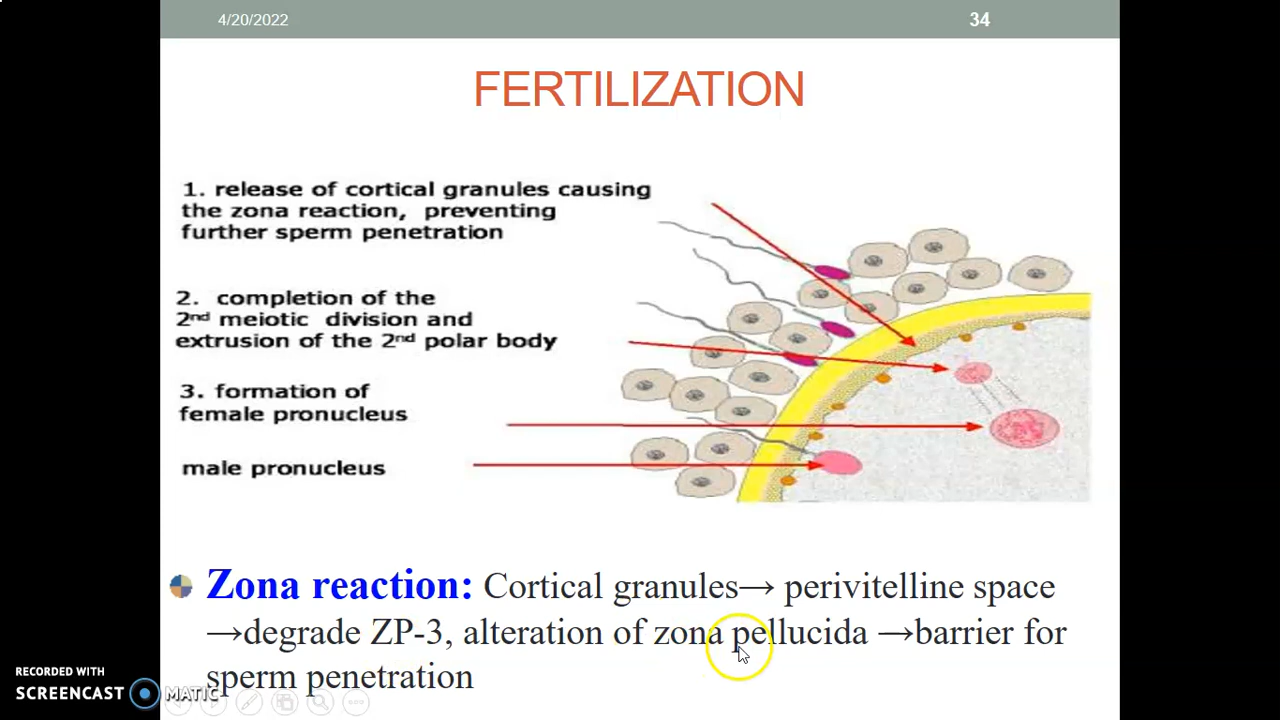 4/20/2022
34
FERTILIZATION
1. release of cortical granules causing
the zona reaction, preventing
further sperm penetration
2. completion of the
2nd meiotic division and
extrusion of the 2nd polar body
3. formation of
female pronucleus
male pronucleus
Zona reaction: Cortical granules→ perivitelline space
→degrade ZP-3, alteration of zona pellucida →barrier for
sperm penetration
RECORDED WITH
SCREENCAST MATIC